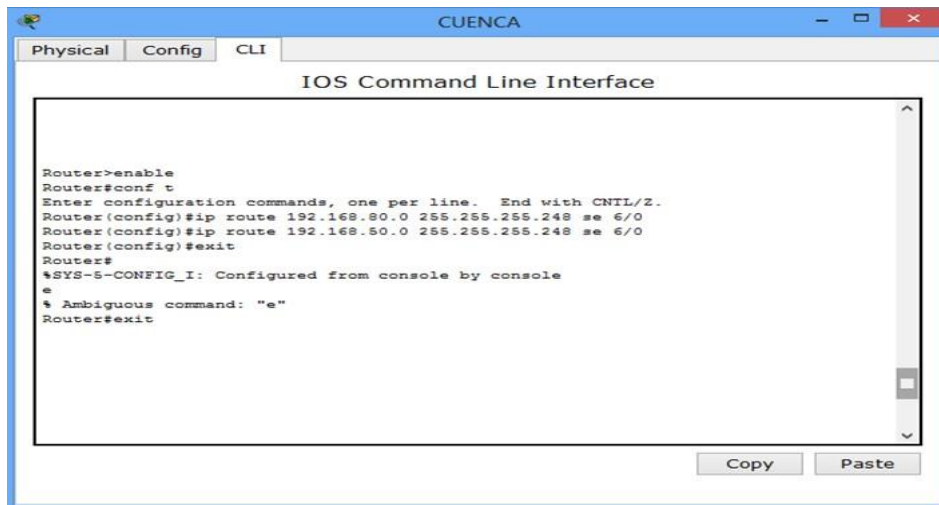 CUENCA
Physical Config CLI
IOS Command Line Interface
Router>enable
Router#conf t
Enter configuration commands, one per line.  End with CNTL/Z.
Router(config)#ip route 192.168.80.0 255.255.255.248 se 6/0
Router(config)#ip route 192.168.50.0 255.255.255.248 se 6/0
Router(config)#exit
Router#
%SYS-5-CONFIG_I: Configured from console by console
e
% Ambiguous command: "e"
Router#exit
Copy Paste